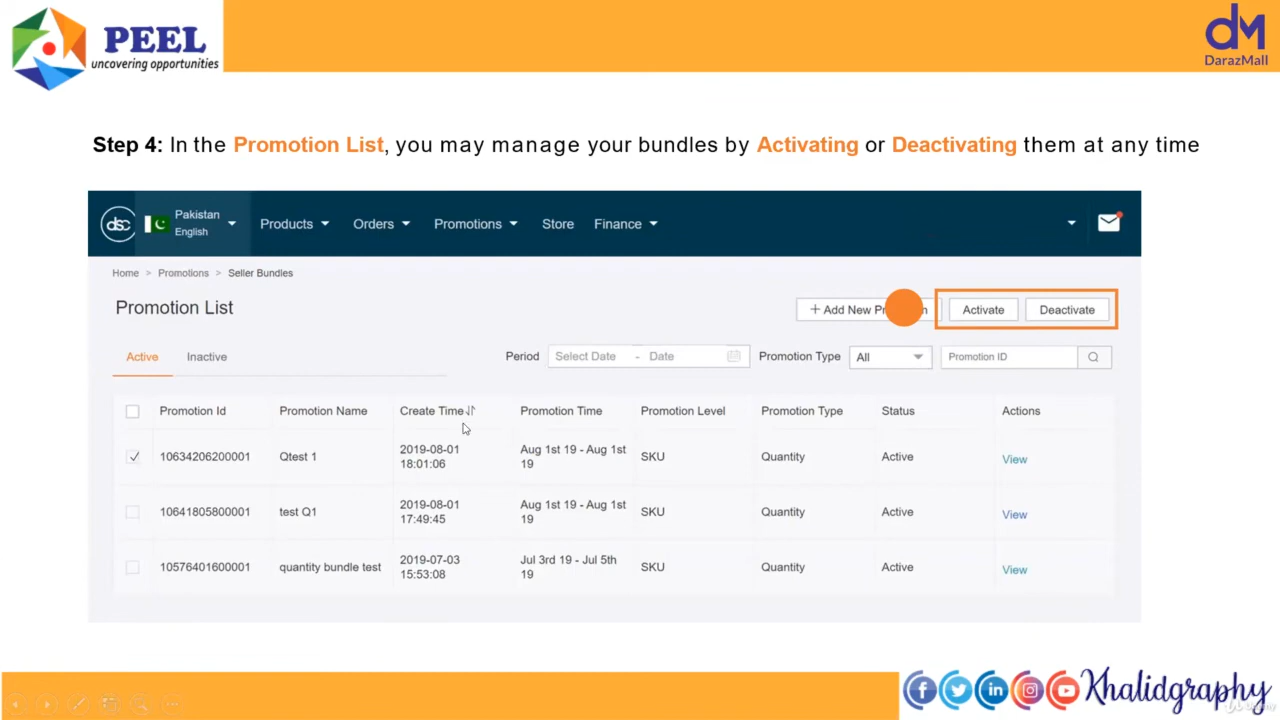 PEEL
uncovering opportunities
dM
DarazMall
Step 4: In the Promotion List, you may manage your bundles by Activating or Deactivating them at any time
dsc
Pakistan
English
Products
Orders
Promotions
Store
Finance
Home > Promotions > Seller Bundles
Promotion List
+ Add New
Activate
Deactivate
Active
Inactive
Period
Select Date - Date
Promotion Type
All
Promotion ID
Promotion Id Promotion Name Create Time Promotion Time Promotion Level Promotion Type Status Actions
10634206200001 Qtest 1 2019-08-01 18:01:06 Aug 1st 19 - Aug 1st 19 SKU Quantity Active View
10641805800001 test Q1 2019-08-01 17:49:45 Aug 1st 19 - Aug 1st 19 SKU Quantity Active View
10576401600001 quantity bundle test 2019-07-03 15:53:08 Jul 3rd 19 - Jul 5th 19 SKU Quantity Active View
Khalidgraphy
Udemy